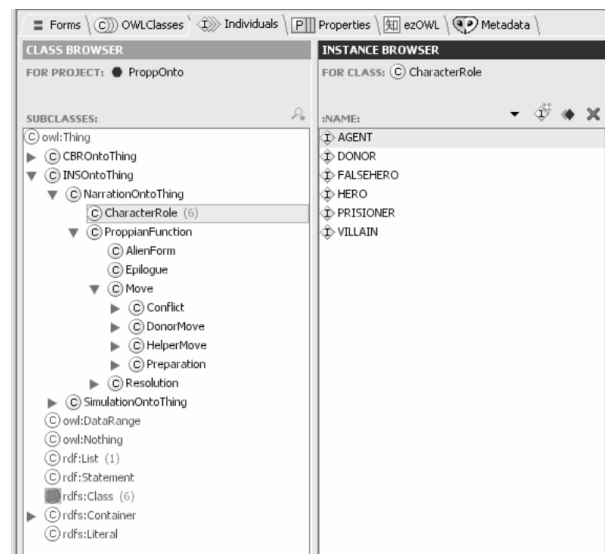 Forms OWLClasses Individuals Properties ezOWL Metadata
CLASS BROWSER
FOR PROJECT: ProppOnto
SUBCLASSES:
owl:Thing
CBROntoThing
INSOntoThing
NarrationOntoThing
CharacterRole (6)
ProppianFunction
AlienForm
Epilogue
Move
Conflict
DonorMove
HelperMove
Preparation
Resolution
SimulationOntoThing
owl:DataRange
owl:Nothing
rdf:List (1)
rdf:Statement
rdfs:Class (6)
rdfs:Container
rdfs:Literal
INSTANCE BROWSER
FOR CLASS: C CharacterRole
:NAME:
AGENT
DONOR
FALSEHERO
HERO
PRISIONER
VILLAIN